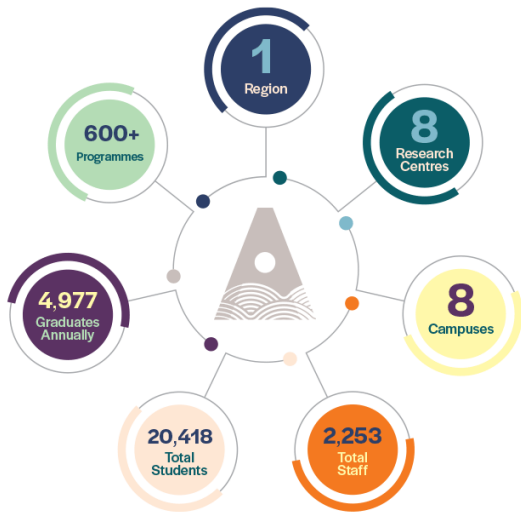 1
Region
8
Research
Centres
8
Campuses
2,253
Total
Staff
20,418
Total
Students
4,977
Graduates
Annually
600+
Programmes